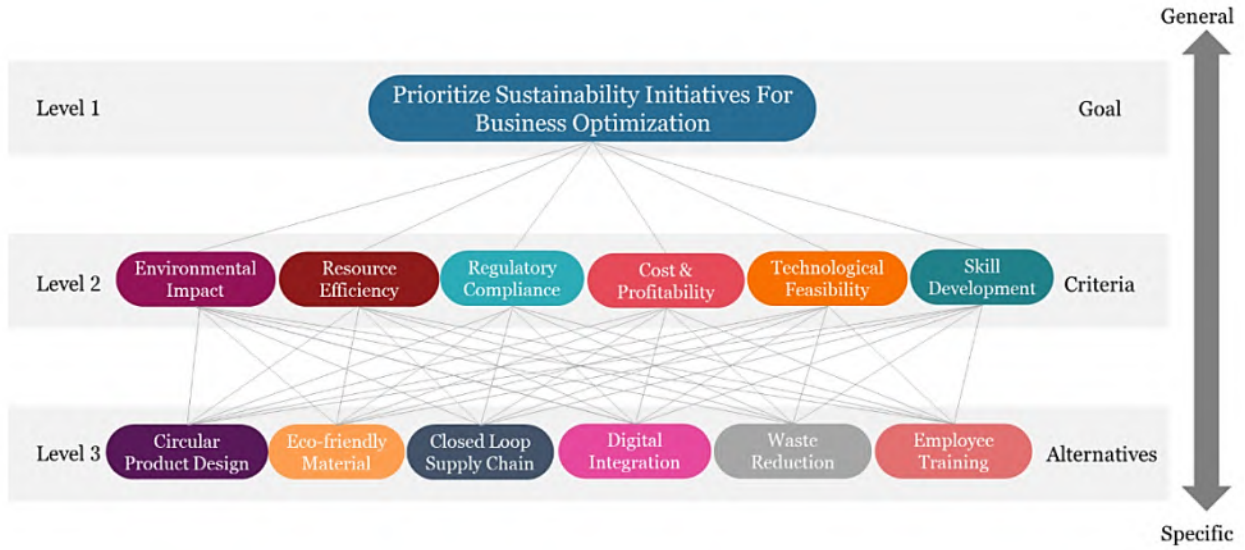 General
Level 1
Prioritize Sustainability Initiatives For
Business Optimization
Goal
Level 2
Environmental
Impact
Resource
Efficiency
Regulatory
Compliance
Cost &
Profitability
Technological
Feasibility
Skill
Development
Criteria
Level 3
Circular
Product Design
Eco-friendly
Material
Closed Loop
Supply Chain
Digital
Integration
Waste
Reduction
Employee
Training
Alternatives
Specific